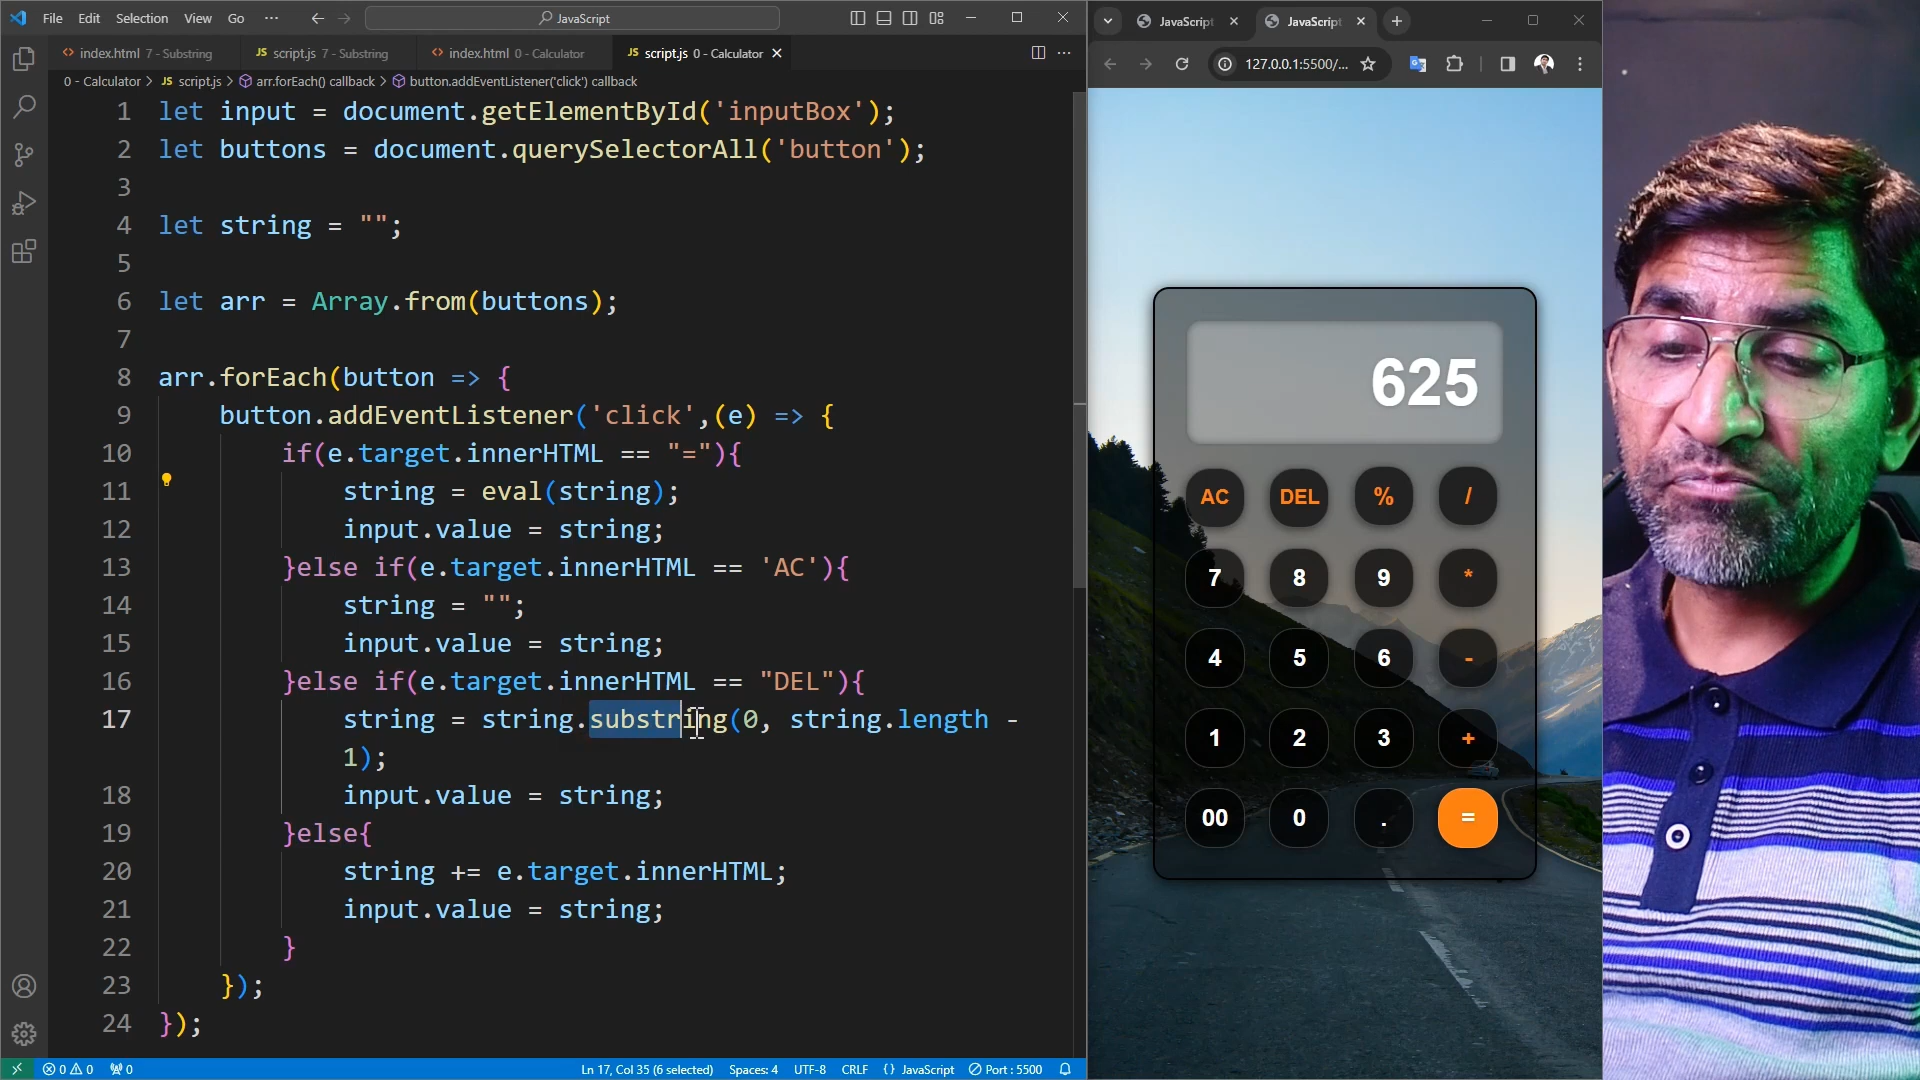 File Edit Selection View Go ··· JavaScript
index.html 7 - Substring
script.js 7 - Substring
index.html 0 - Calculator
JS script.js 0 - Calculator
0 - Calculator > JS script.js > arr.forEach() callback > button.addEventListener('click') callback
1 let input = document.getElementById('inputBox');
2 let buttons = document.querySelectorAll('button');
3
4 let string = "";
5
6 let arr = Array.from(buttons);
7
8 arr.forEach(button => {
9 button.addEventListener('click',(e) => {
10 if(e.target.innerHTML == "="){
11 string = eval(string);
12 input.value = string;
13 }else if(e.target.innerHTML == 'AC'){
14 string = "";
15 input.value = string;
16 }else if(e.target.innerHTML == "DEL"){
17 string = string.substring(0, string.length -
1);
18 input.value = string;
19 }else{
20 string += e.target.innerHTML;
21 input.value = string;
22 }
23 });
24 });
0 0 0
Ln 17, Col 35 (6 selected) Spaces: 4 UTF-8 CRLF {} JavaScript Port : 5500
JavaScript
JavaScript
127.0.0.1:5500/...
625
AC DEL % /
7 8 9 *
4 5 6 -
1 2 3 +
00 0 . =